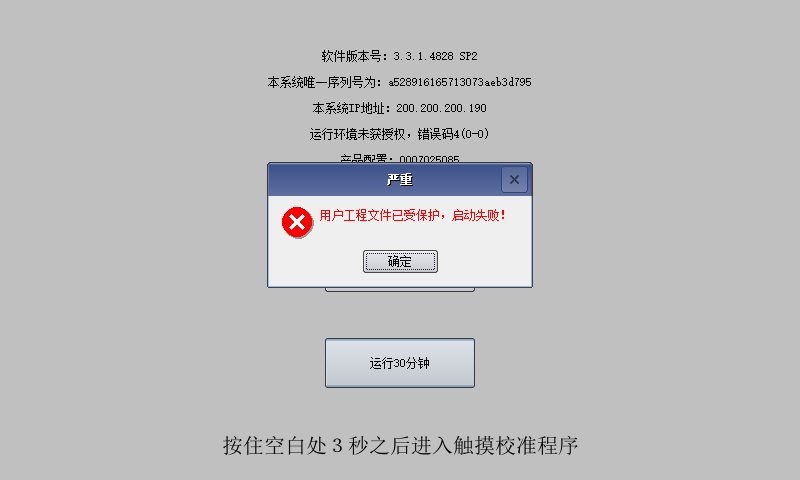 软件版本号：3.3.1.4828 SP2
本系统唯一序列号为：a528916165713073aeb3d795
本系统IP地址：200.200.200.190
运行环境未获授权，错误码4(0-0)
产品配置：0007025085
严重
用户工程文件已受保护，启动失败!
确定
运行30分钟
按住空白处 3 秒之后进入触摸校准程序